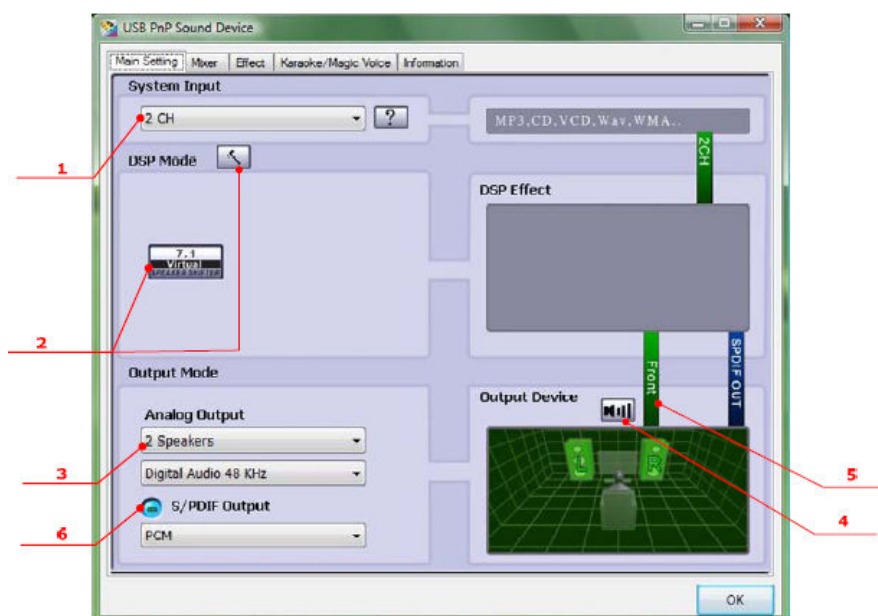 USB PnP Sound Device
Main Setting Mixer Effect Karaoke/Magic Voice Information
System Input
2 CH
?
MP3,CD,VCD,Wav,WMA..
2CH
1
DSP Mode
DSP Effect
7.1
Virtual
SPEAKER SHIFTER
2
Output Mode
Front
SPDIF OUT
Analog Output
Output Device
2 Speakers
L
R
3
Digital Audio 48 KHz
5
S/PDIF Output
4
6
PCM
OK